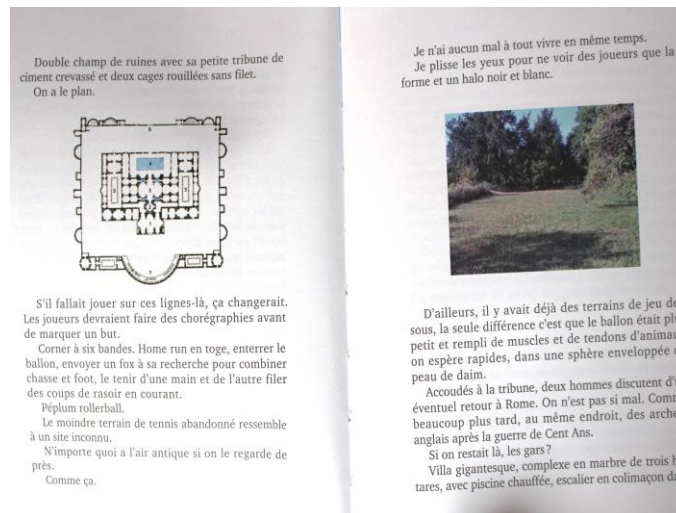 Double champ de ruines avec sa petite tribune de
ciment crevassé et deux cages rouillées sans filet.
On a le plan.
S'il fallait jouer sur ces lignes-là, ça changerait.
Les joueurs devraient faire des chorégraphies avant
de marquer un but.
Corner à six bandes. Home run en toge, enterrer le
ballon, envoyer un fox à sa recherche pour combiner
chasse et foot, le tenir d'une main et de l'autre filer
des coups de rasoir en courant.
Péplum rollerball.
Le moindre terrain de tennis abandonné ressemble
à un site inconnu.
N'importe quoi a l'air antique si on le regarde de
près.
Comme ça.
Je n'ai aucun mal à tout vivre en même temps.
Je plisse les yeux pour ne voir des joueurs que la
forme et un halo noir et blanc.
D'ailleurs, il y avait déjà des terrains de jeu de
sous, la seule différence c'est que le ballon était pl
petit et rempli de muscles et de tendons d'animau
on espère rapides, dans une sphère enveloppée
peau de daim.
Accoudés à la tribune, deux hommes discutent d'
éventuel retour à Rome. On n'est pas si mal. Comm
beaucoup plus tard, au même endroit, des arche
anglais après la guerre de Cent Ans.
Si on restait là, les gars ?
Villa gigantesque, complexe en marbre de trois h
tares, avec piscine chauffée, escalier en colimaçon da